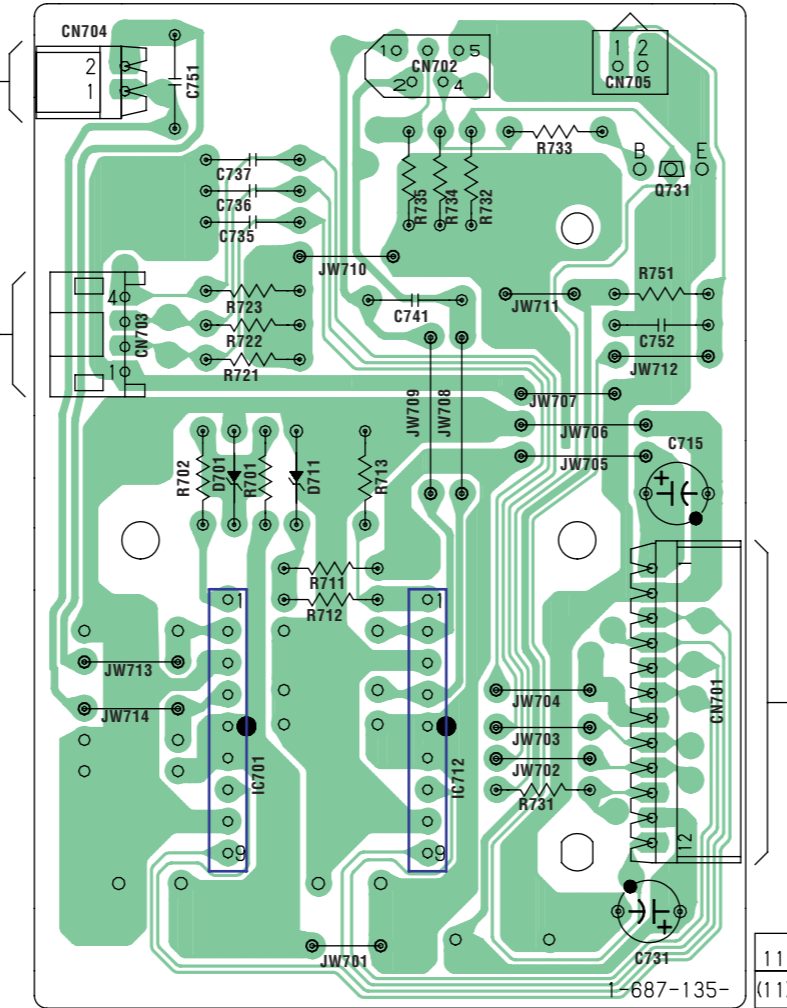 CN704
2
1
C751
1
5
CN702
2
4
1 2
CN705
R733
B
E
Q731
C737
C736
C735
R735
R734
R732
JW710
R751
4
R723
C741
JW711
CN703
R722
C752
1
R721
JW712
JW709
JW708
JW707
JW706
C715
JW705
R702
D701
R701
D711
R713
+
R711
1
R712
1
1
JW713
JW704
CN701
JW714
JW703
IC701
IC712
JW702
R731
12
9
9
JW701
+
C731
1-687-135-
11
(11)